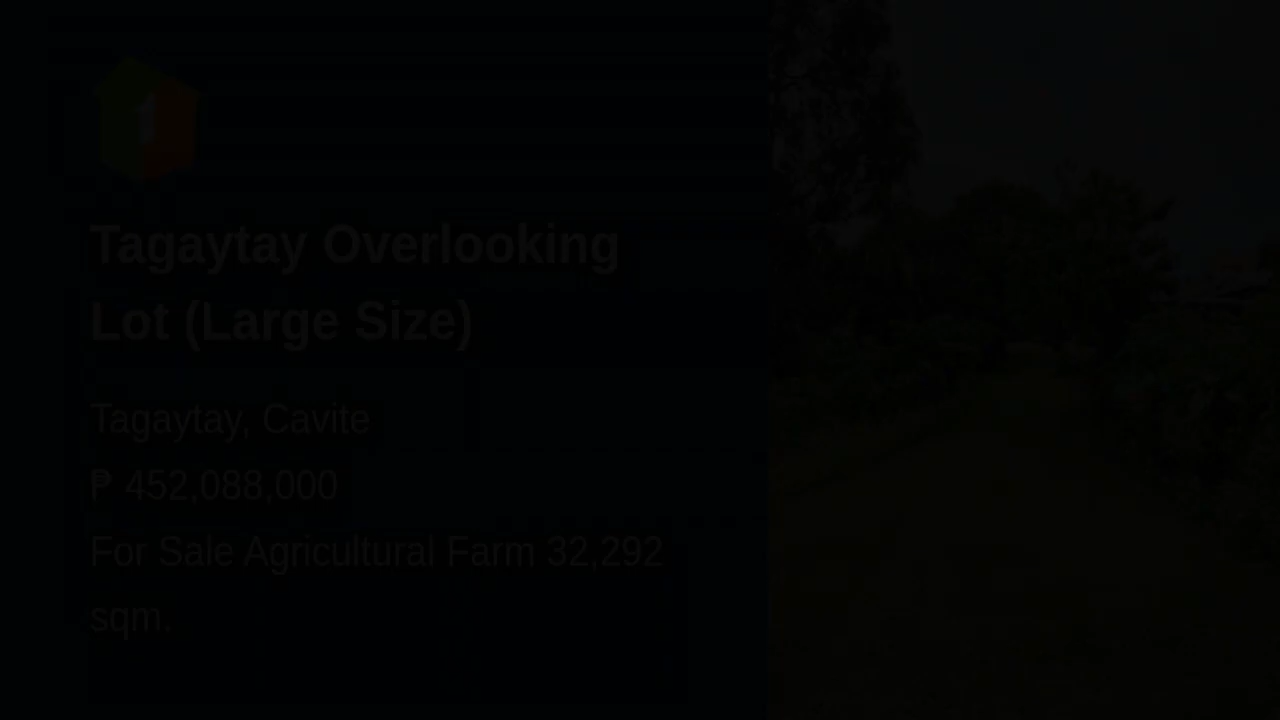 Tagaytay Overlooking
Lot (Large Size)
Tagaytay, Cavite
₱ 452,088,000
For Sale Agricultural Farm 32,292
sqm.